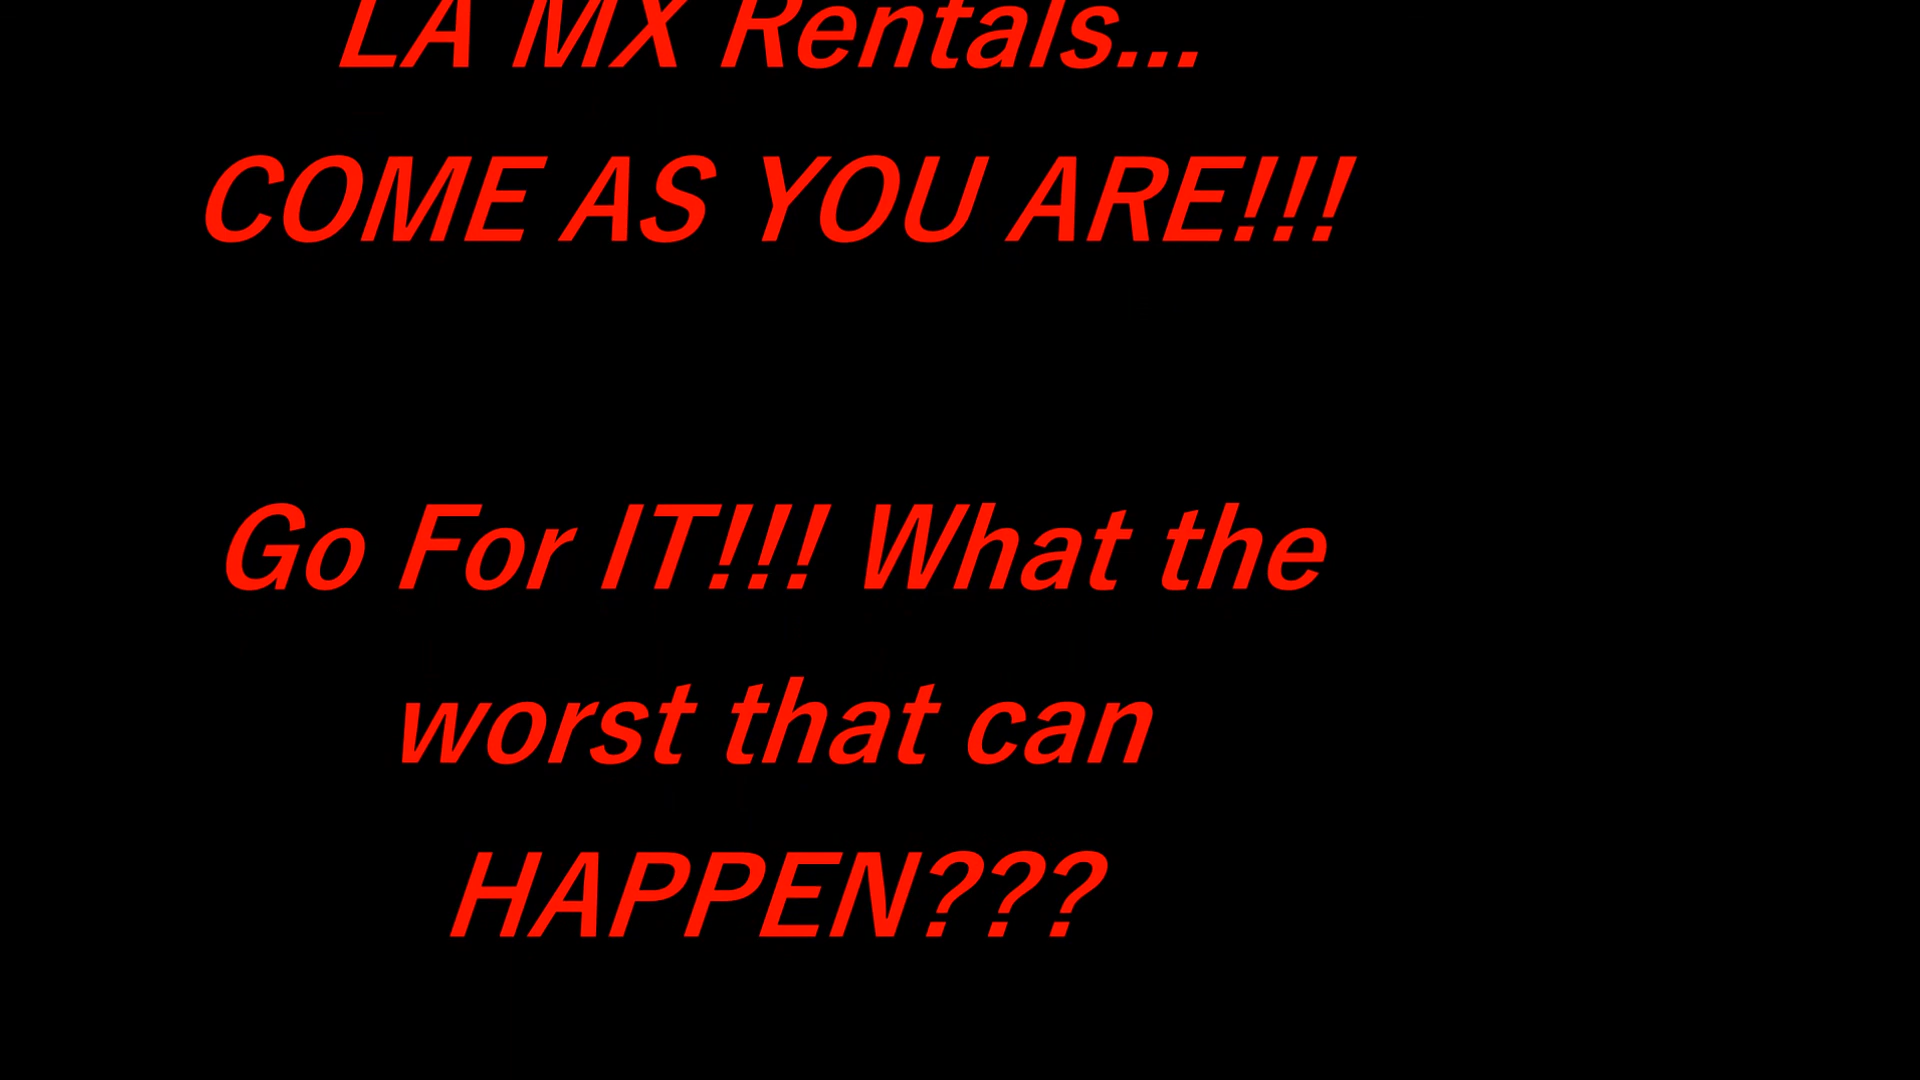 LA MX Rentals...
COME AS YOU ARE!!!
Go For IT!!! What the
worst that can
HAPPEN???